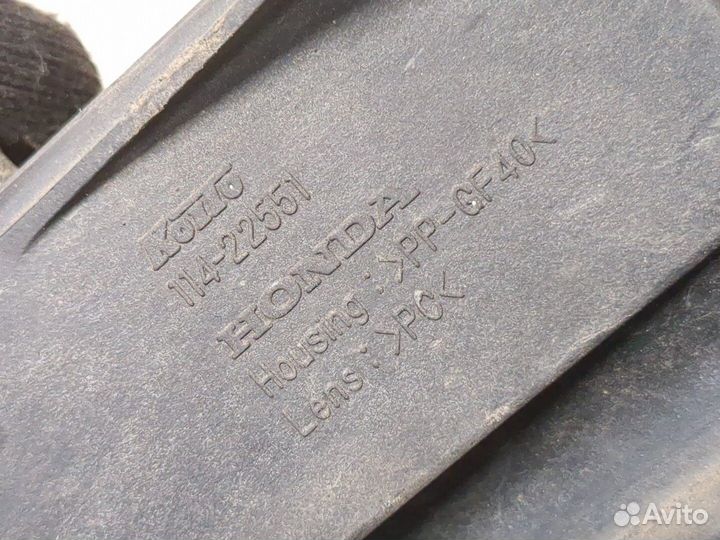 KOITO
114-22551
HONDA
Housing : >PP-GF40<
Lens : >PC<
Avito